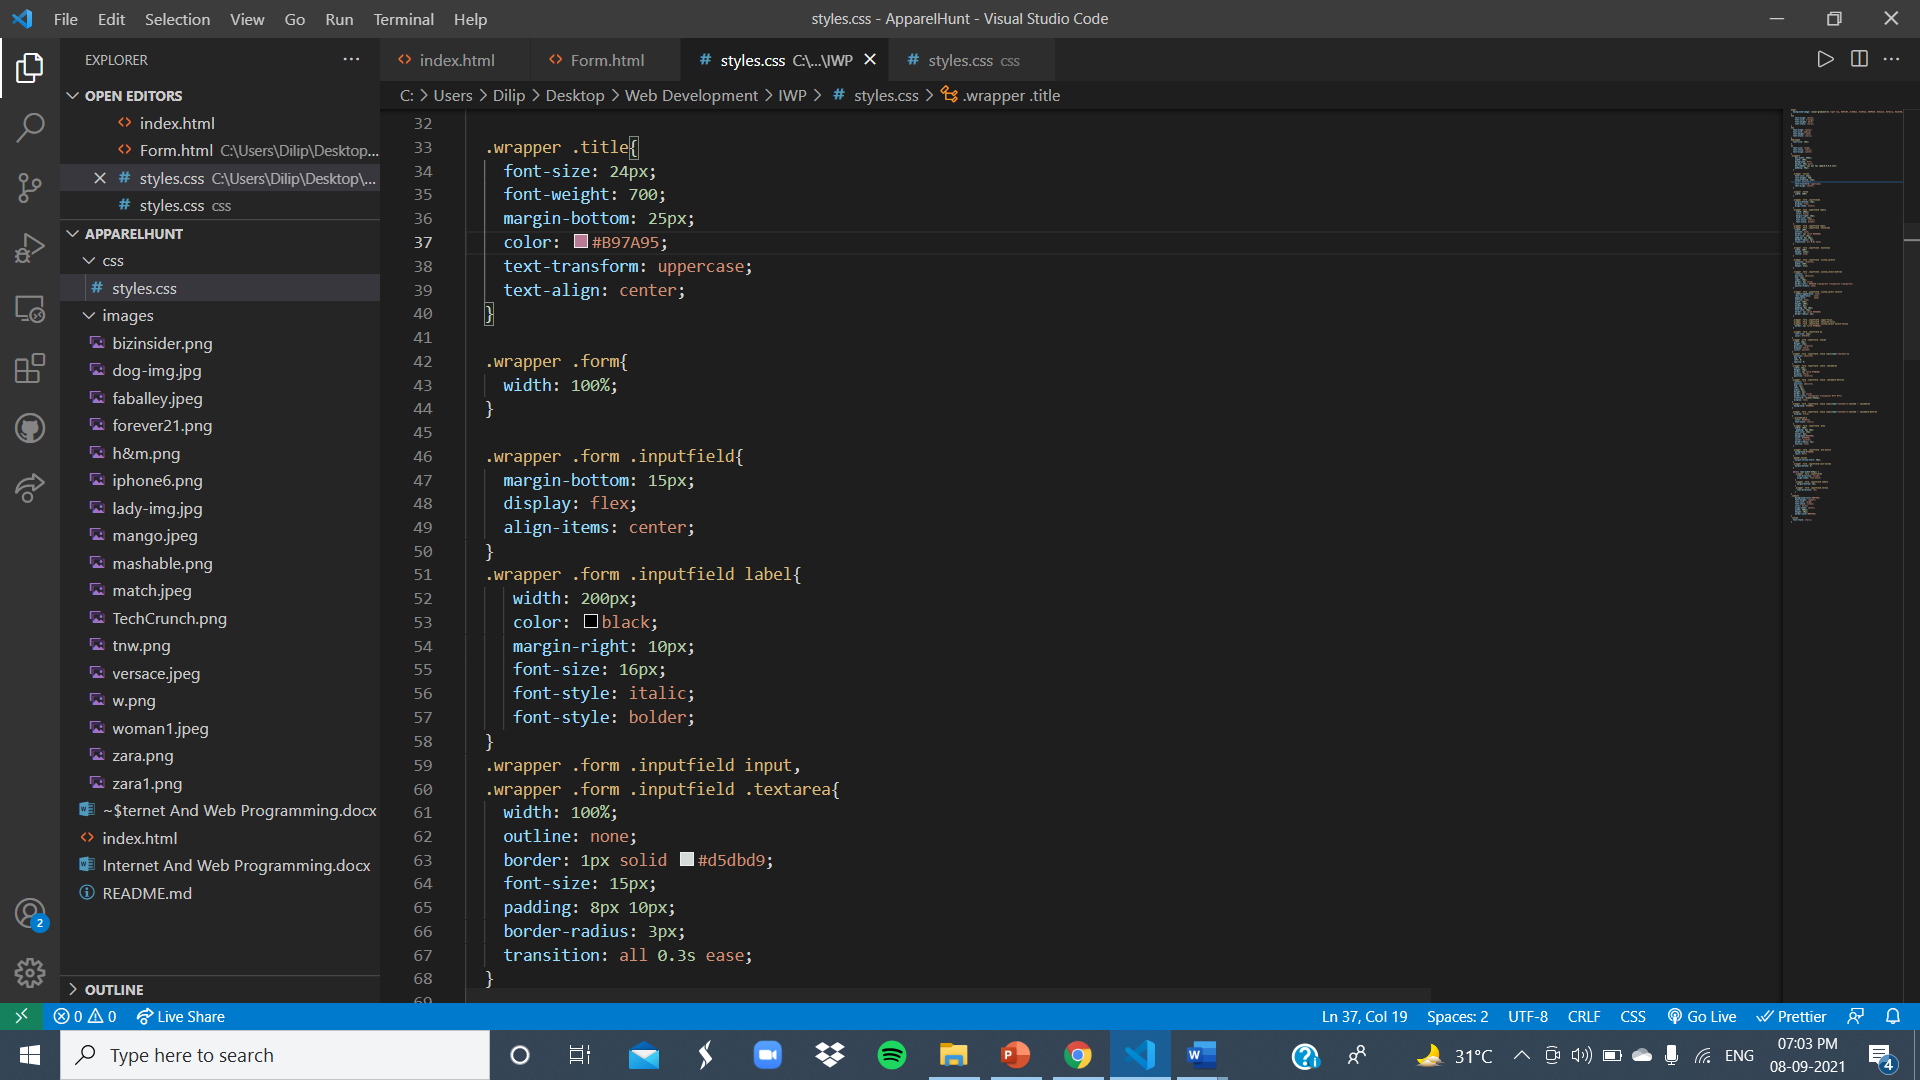 File Edit Selection View Go Run Terminal Help
styles.css - ApparelHunt - Visual Studio Code
EXPLORER
OPEN EDITORS
index.html
Form.html C:\Users\Dilip\Desktop...
styles.css C:\Users\Dilip\Desktop\...
styles.css css
APPARELHUNT
css
styles.css
images
bizinsider.png
dog-img.jpg
faballey.jpeg
forever21.png
h&m.png
iphone6.png
lady-img.jpg
mango.jpeg
mashable.png
match.jpeg
TechCrunch.png
tnw.png
versace.jpeg
w.png
woman1.jpeg
zara.png
zara1.png
~$ternet And Web Programming.docx
index.html
Internet And Web Programming.docx
README.md
OUTLINE
index.html Form.html styles.css C:\...\IWP styles.css css
C: > Users > Dilip > Desktop > Web Development > IWP > # styles.css > .wrapper .title
32
33 .wrapper .title{
34 font-size: 24px;
35 font-weight: 700;
36 margin-bottom: 25px;
37 color: #B97A95;
38 text-transform: uppercase;
39 text-align: center;
40 }
41
42 .wrapper .form{
43 width: 100%;
44 }
45
46 .wrapper .form .inputfield{
47 margin-bottom: 15px;
48 display: flex;
49 align-items: center;
50 }
51 .wrapper .form .inputfield label{
52 width: 200px;
53 color: black;
54 margin-right: 10px;
55 font-size: 16px;
56 font-style: italic;
57 font-style: bolder;
58 }
59 .wrapper .form .inputfield input,
60 .wrapper .form .inputfield .textarea{
61 width: 100%;
62 outline: none;
63 border: 1px solid #d5dbd9;
64 font-size: 15px;
65 padding: 8px 10px;
66 border-radius: 3px;
67 transition: all 0.3s ease;
68 }
69
2
0 0 Live Share Ln 37, Col 19 Spaces: 2 UTF-8 CRLF CSS Go Live Prettier
Type here to search
31°C ENG
07:03 PM
08-09-2021
4